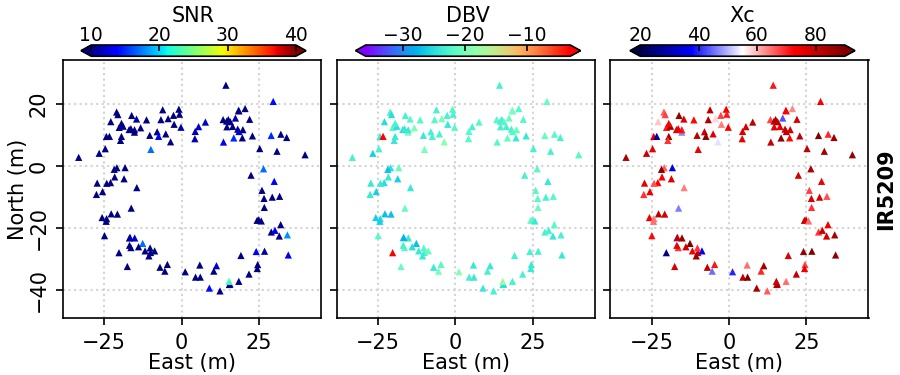 SNR DBV Xc
10 20 30 40 −30 −20 −10 20 40 60 80
20
0
−20
−40
North (m)
−25 0 25 −25 0 25 −25 0 25
East (m) East (m) East (m)
IR5209